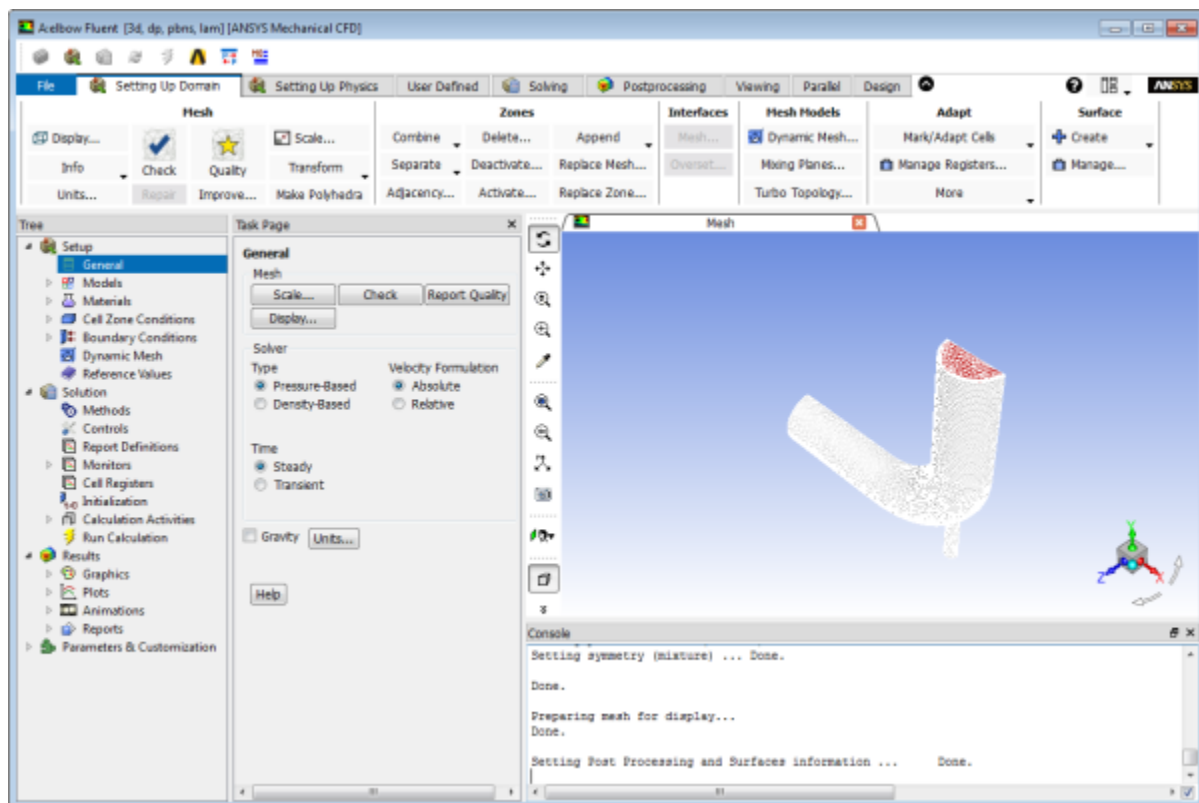 A:elbow Fluent [3d, dp, pbns, lam] [ANSYS Mechanical CFD]
File Setting Up Domain Setting Up Physics User Defined Solving Postprocessing Viewing Parallel Design ANSYS
Mesh Zones Interfaces Mesh Models Adapt Surface
Display... Scale... Combine Delete... Append Mesh... Dynamic Mesh... Mark/Adapt Cells Create
Info Check Quality Transform Separate Deactivate... Replace Mesh... Overset... Mixing Planes... Manage Registers... Manage...
Units... Repair Improve... Make Polyhedra Adjacency... Activate... Replace Zone... Turbo Topology... More
Tree
Setup
General
Models
Materials
Cell Zone Conditions
Boundary Conditions
Dynamic Mesh
Reference Values
Solution
Methods
Controls
Report Definitions
Monitors
Cell Registers
Initialization
Calculation Activities
Run Calculation
Results
Graphics
Plots
Animations
Reports
Parameters & Customization
Task Page
General
Mesh
Scale... Check Report Quality
Display...
Solver
Type Velocity Formulation
Pressure-Based Absolute
Density-Based Relative
Time
Steady
Transient
Gravity Units...
Help
Mesh
Y
Z X
Console
Setting symmetry (mixture) ... Done.
Done.
Preparing mesh for display...
Done.
Setting Post Processing and Surfaces information ... Done.